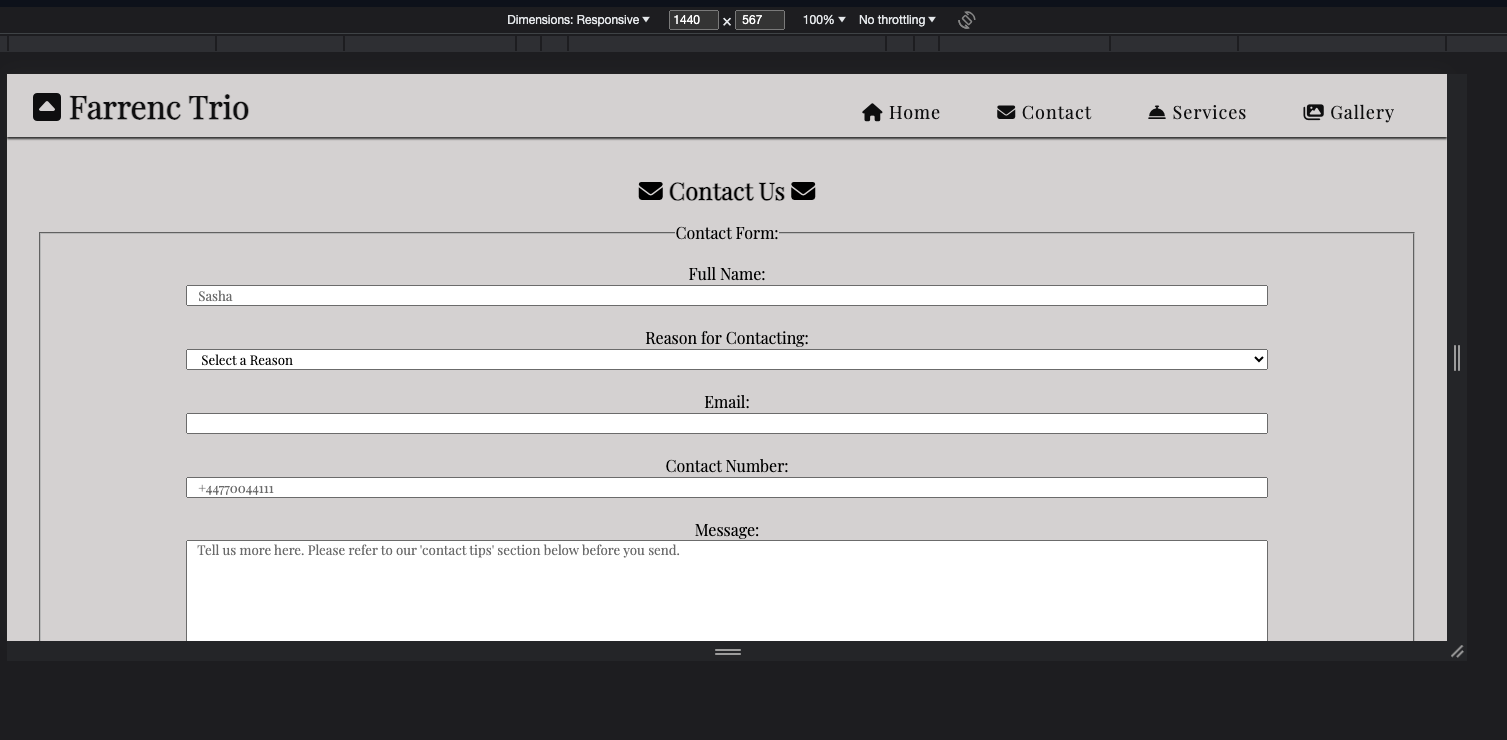 Dimensions: Responsive 1440 × 567 100% No throttling
Farrenc Trio Home Contact Services Gallery
Contact Us
Contact Form:
Full Name:
Sasha
Reason for Contacting:
Select a Reason
Email:
Contact Number:
+44770044111
Message:
Tell us more here. Please refer to our 'contact tips' section below before you send.